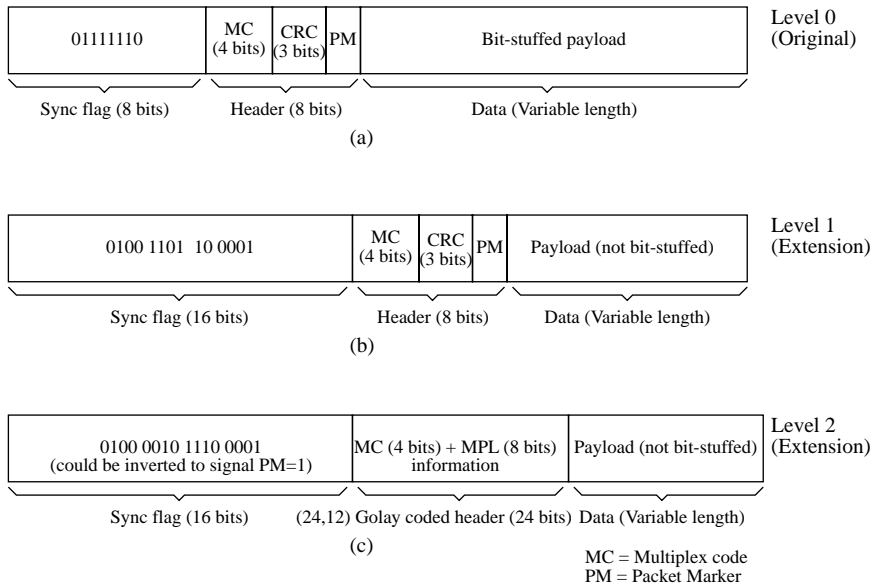 01111110
MC
(4 bits)
CRC
(3 bits)
PM
Bit-stuffed payload
Level 0
(Original)
Sync flag (8 bits)
Header (8 bits)
Data (Variable length)
(a)
0100 1101 10 0001
MC
(4 bits)
CRC
(3 bits)
PM
Payload (not bit-stuffed)
Level 1
(Extension)
Sync flag (16 bits)
Header (8 bits)
Data (Variable length)
(b)
0100 0010 1110 0001
(could be inverted to signal PM=1)
MC (4 bits) + MPL (8 bits)
information
Payload (not bit-stuffed)
Level 2
(Extension)
Sync flag (16 bits)
(24,12) Golay coded header (24 bits)
Data (Variable length)
(c)
MC = Multiplex code
PM = Packet Marker